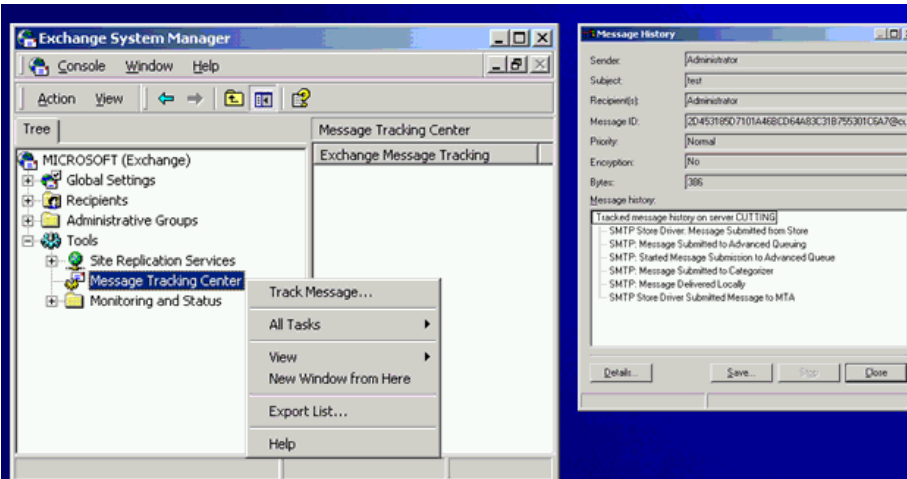 Exchange System Manager
Console Window Help
Action View
Tree
Message Tracking Center
MICROSOFT (Exchange)
Exchange Message Tracking
Global Settings
Recipients
Administrative Groups
Tools
Site Replication Services
Message Tracking Center
Monitoring and Status
Track Message...
All Tasks
View
New Window from Here
Export List...
Help
Message History
Sender: Administrator
Subject: test
Recipient(s): Administrator
Message ID:
Priority: Normal
Encryption: No
Bytes: 386
Message history:
Tracked message history on server CUTTING
SMTP Store Driver: Message Submitted from Store
SMTP: Message Submitted to Advanced Queuing
SMTP: Started Message Submission to Advanced Queue
SMTP: Message Submitted to Categorizer
SMTP: Message Delivered Locally
SMTP Store Driver Submitted Message to MTA
Details... Save... Stop Close